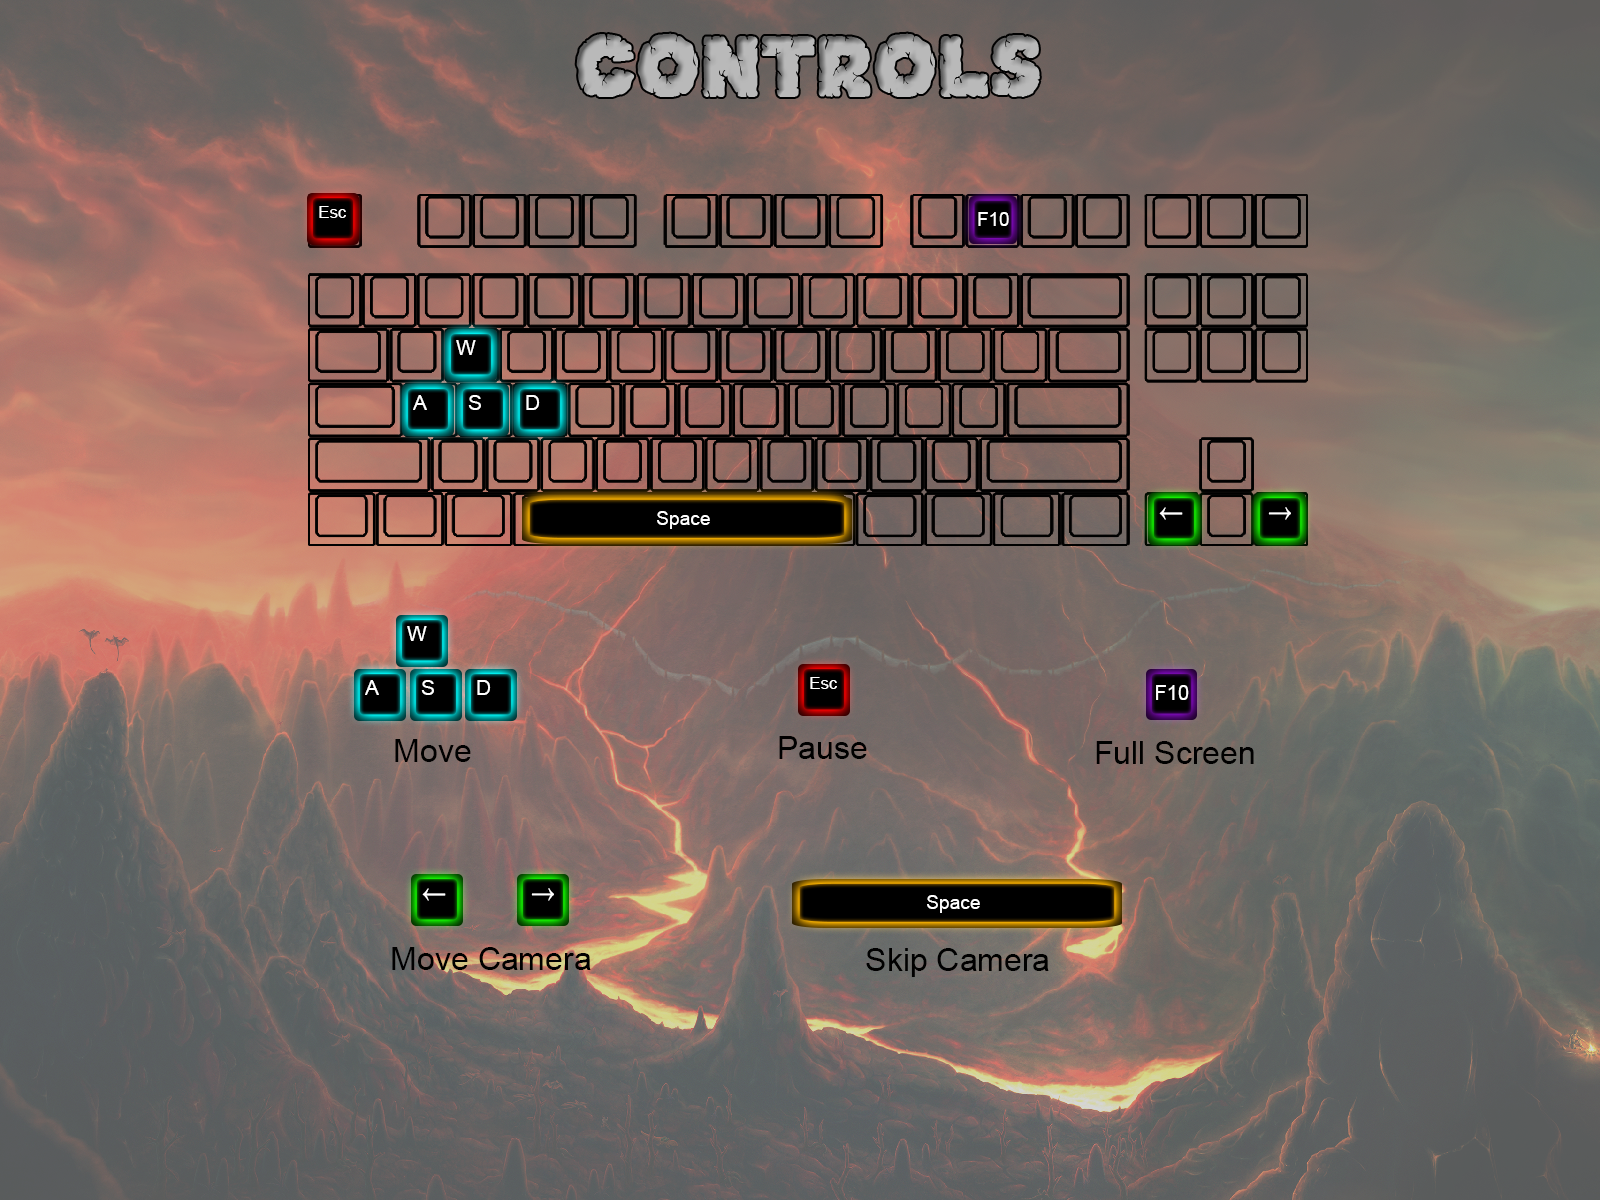 CONTROLS
Esc F10
W
A S D
Space ← →
W
A S D
Esc
F10
Move
Pause
Full Screen
← →
Space
Move Camera
Skip Camera